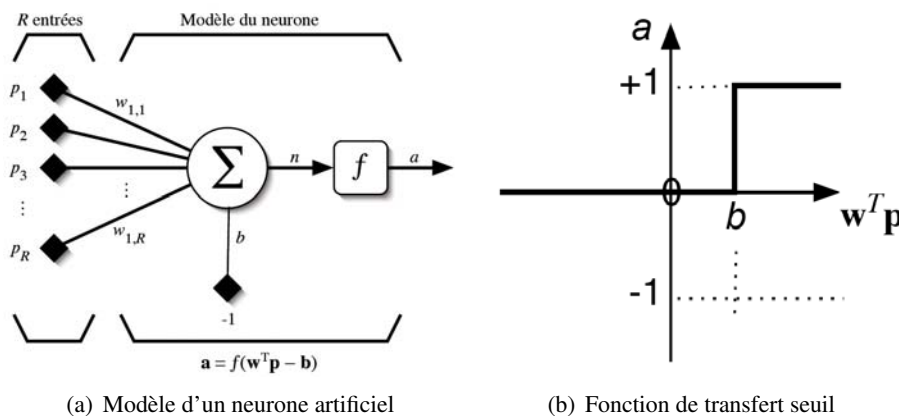 R entrées
Modèle du neurone
p1
p2
p3
⋮
pR
w1,1
⋮
w1,R
Σ
n
f
a
b
-1
a = f(wᵀp – b)
(a) Modèle d'un neurone artificiel
a
+1
0
b
wᵀp
-1
(b) Fonction de transfert seuil